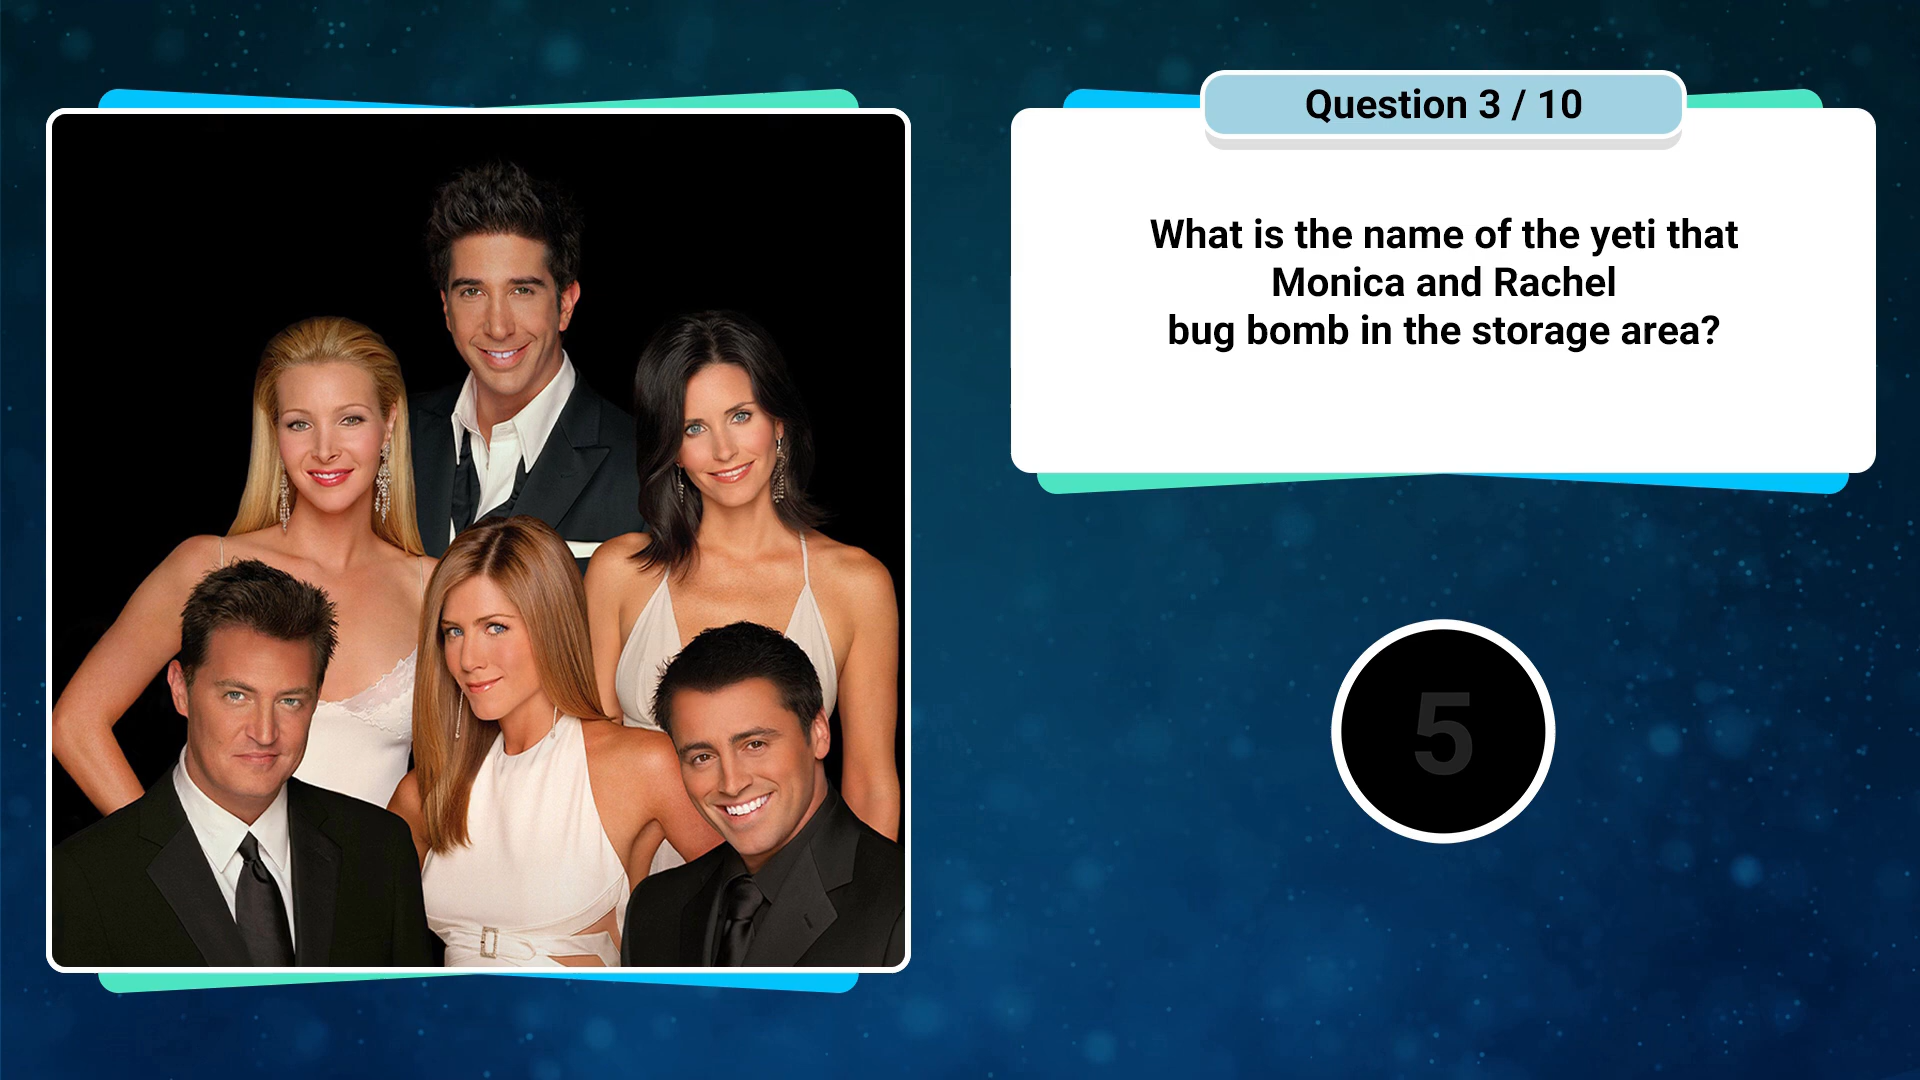 Question 3 / 10
What is the name of the yeti that
Monica and Rachel
bug bomb in the storage area?
5